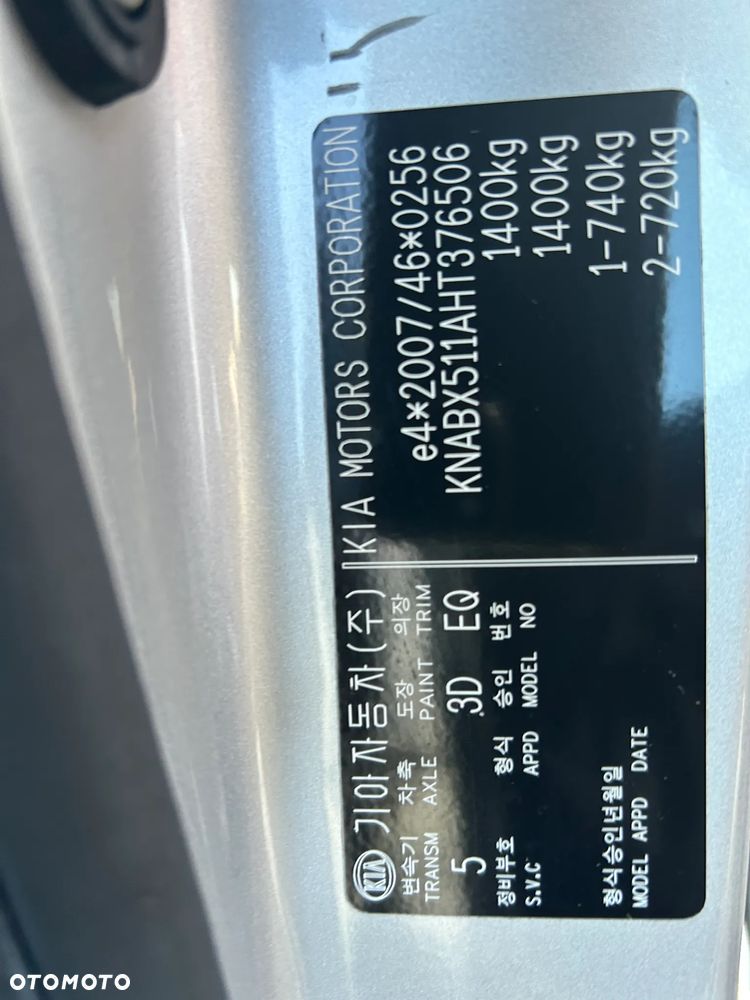 KIA 기아자동차(주) KIA MOTORS CORPORATION
변속기 차축 도장 의장
TRANSM AXLE PAINT TRIM
5 3D EQ
정비부호 형식 승인 번호
S.V.C APPD MODEL NO
형식승인년월일
MODEL APPD DATE
e4*2007/46*0256
KNABX511AHT376506
1400kg
1400kg
1-740kg
2-720kg
OTOMOTO